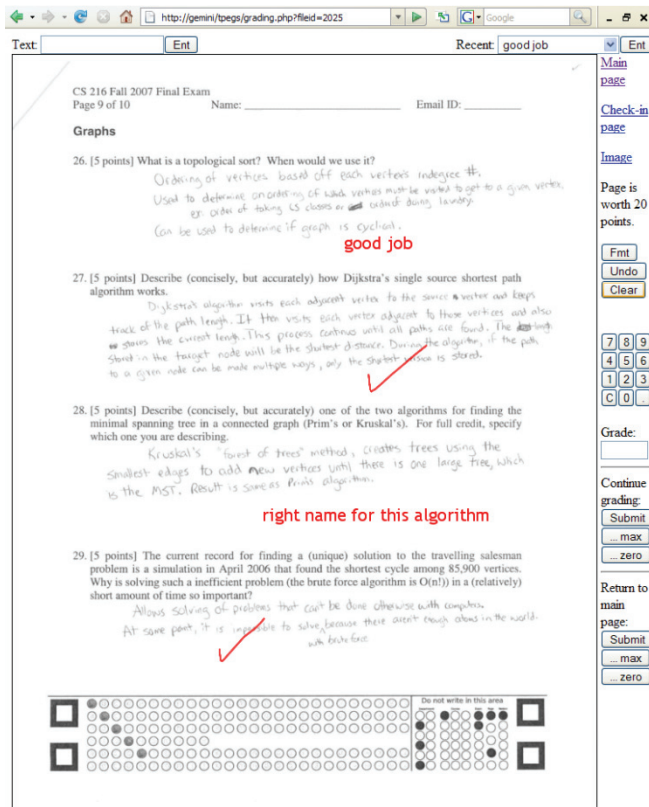 http://gemini/tpegs/grading.php?fileid=2025
G Google
Text: Ent Recent: good job Ent
Main
page
Check-in
page
Image
Page is
worth 20
points.
Fmt
Undo
Clear
7 8 9
4 5 6
1 2 3
C 0 .
Grade:
Continue
grading:
Submit
... max
... zero
Return to
main
page:
Submit
... max
... zero
CS 216 Fall 2007 Final Exam
Page 9 of 10 Name: Email ID:
Graphs
26. [5 points] What is a topological sort? When would we use it?
Ordering of vertices based off each vertex's indegree #.
Used to determine an ordering of which vertices must be visited to get to a given vertex.
ex. order of taking CS classes or order of doing laundry.
Can be used to determine if graph is cyclical.
good job
27. [5 points] Describe (concisely, but accurately) how Dijkstra's single source shortest path
algorithm works.
Dijkstra's algorithm visits each adjacent vertex to the source vertex and keeps
track of the path length. It then visits each vertex adjacent to those vertices and also
stores the current length. This process continues until all paths are found. The length
stored in the target node will be the shortest distance. During the algorithm, if the path
to a given node can be made multiple ways, only the shortest version is stored.
28. [5 points] Describe (concisely, but accurately) one of the two algorithms for finding the
minimal spanning tree in a connected graph (Prim's or Kruskal's). For full credit, specify
which one you are describing.
Kruskal's "forest of trees" method, creates trees using the
smallest edges to add new vertices until there is one large tree, which
is the MST. Result is same as Prim's algorithm.
right name for this algorithm
29. [5 points] The current record for finding a (unique) solution to the travelling salesman
problem is a simulation in April 2006 that found the shortest cycle among 85,900 vertices.
Why is solving such a inefficient problem (the brute force algorithm is O(n!)) in a (relatively)
short amount of time so important?
Allows solving of problems that can't be done otherwise with computers.
At some point, it is impossible to solve, because there aren't enough atoms in the world.
with brute force
Do not write in this area